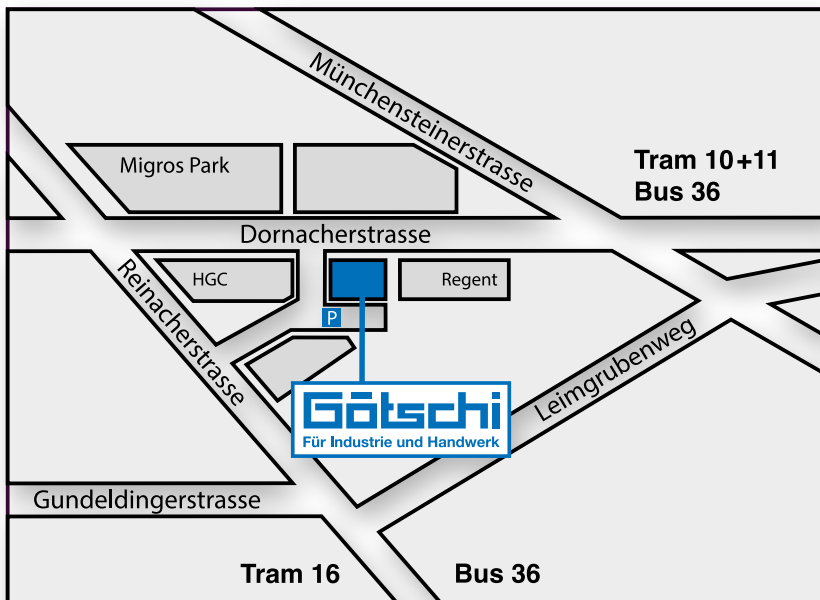 Münchensteinerstrasse
Migros Park
Tram 10+11
Bus 36
Dornacherstrasse
HGC
Regent
P
Reinacherstrasse
Leimgrubenweg
Götschi
Für Industrie und Handwerk
Gundeldingerstrasse
Tram 16
Bus 36